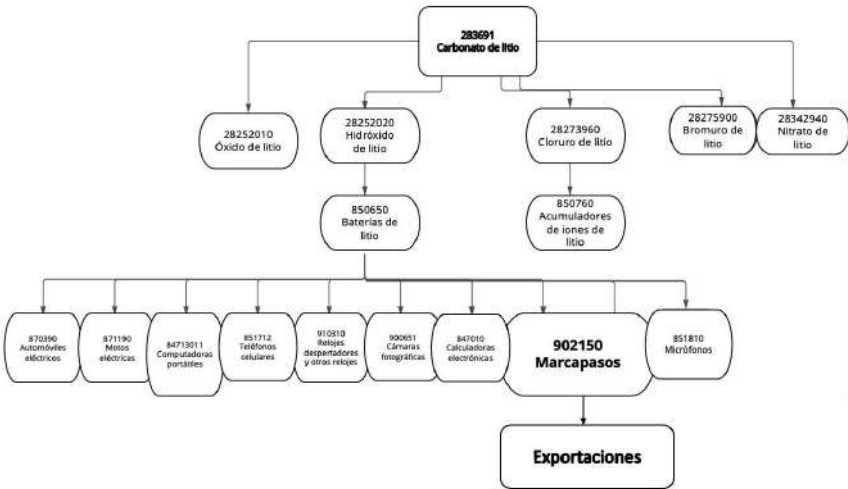 283691
Carbonato de litio
28252010
Óxido de litio
28252020
Hidróxido
de litio
28273960
Cloruro de litio
28275900
Bromuro de
litio
28342940
Nitrato de
litio
850650
Baterías de
litio
850760
Acumuladores
de iones de
litio
870390
Automóviles
eléctricos
871190
Motos
eléctricas
84713011
Computadoras
portátiles
851712
Teléfonos
celulares
910310
Relojes
despertadores
y otros relojes
900651
Cámaras
fotográficas
847010
Calculadoras
electrónicas
902150
Marcapasos
851810
Micrófonos
Exportaciones